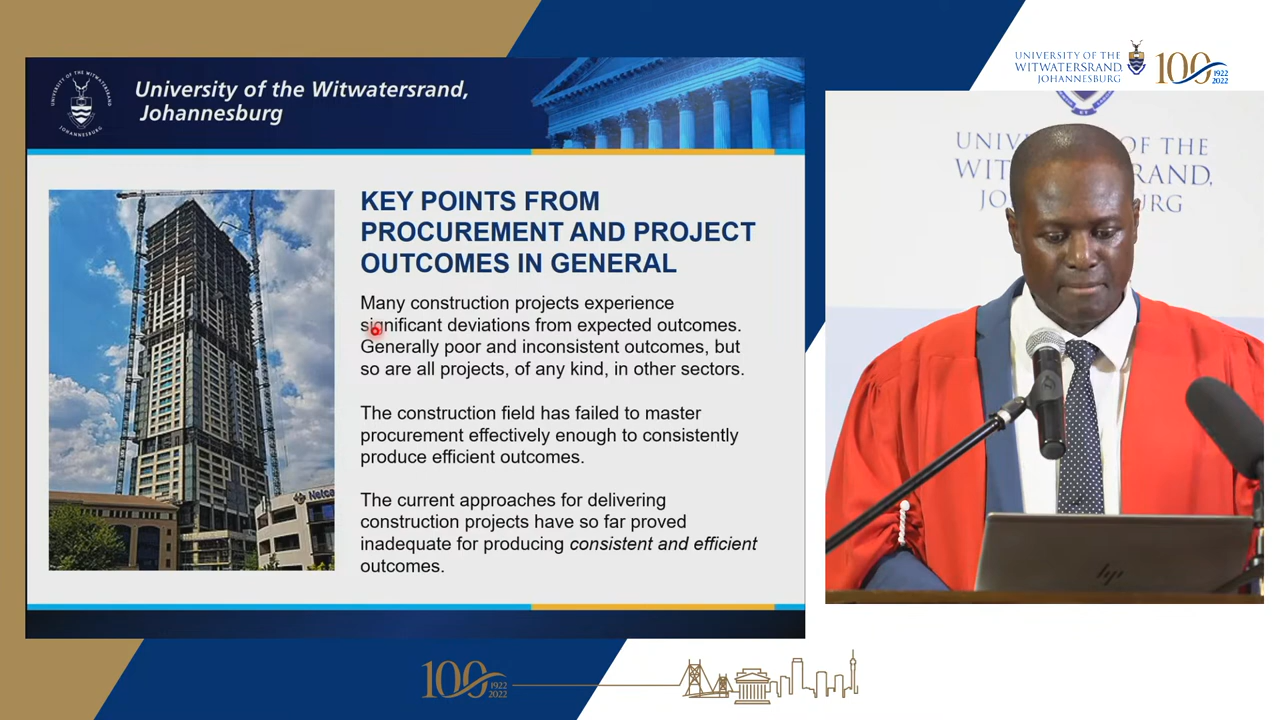 UNIVERSITY OF THE
WITWATERSRAND,
JOHANNESBURG
100 1922
2022
UNIVERSITY OF THE WITWATERSRAND
JOHANNESBURG
University of the Witwatersrand,
Johannesburg
KEY POINTS FROM
PROCUREMENT AND PROJECT
OUTCOMES IN GENERAL
Many construction projects experience
significant deviations from expected outcomes.
Generally poor and inconsistent outcomes, but
so are all projects, of any kind, in other sectors.
The construction field has failed to master
procurement effectively enough to consistently
produce efficient outcomes.
The current approaches for delivering
construction projects have so far proved
inadequate for producing consistent and efficient
outcomes.
OF THE
hp
100 1922
2022